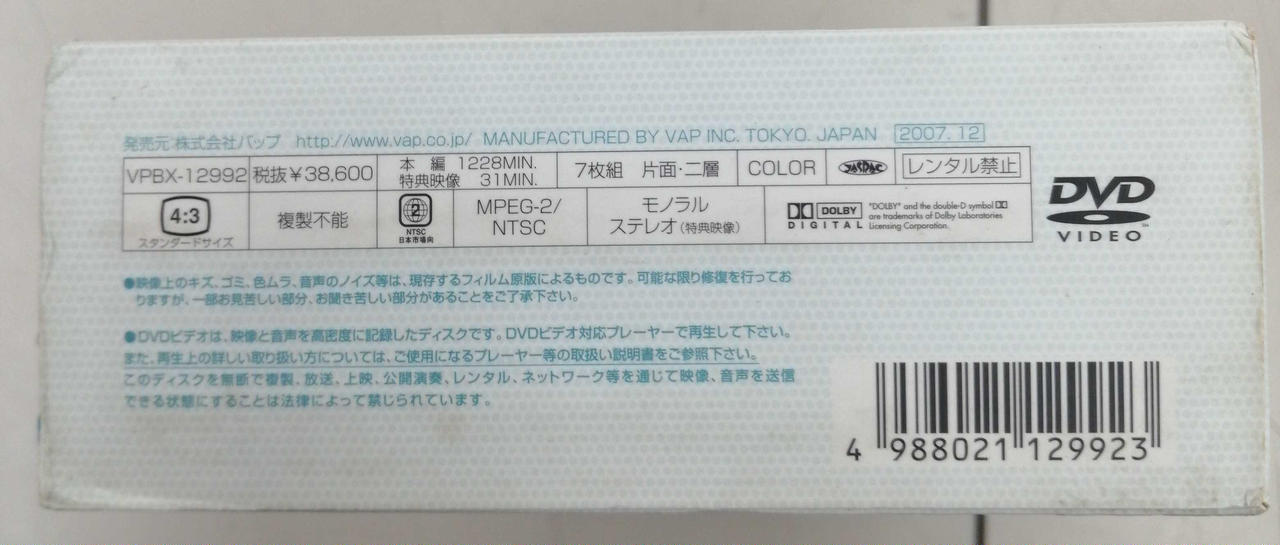 発売元:株式会社バップ http://www.vap.co.jp/ MANUFACTURED BY VAP INC. TOKYO. JAPAN 2007.12
VPBX-12992 税抜¥38,600 本 編 1228MIN. 特典映像 31MIN. 7枚組 片面・二層 COLOR JASRAC レンタル禁止
4:3 スタンダードサイズ 複製不能 2 NTSC 日本市場向 MPEG-2/ NTSC モノラル ステレオ(特典映像) DOLBY DIGITAL "DOLBY" and the double-D symbol are trademarks of Dolby Laboratories Licensing Corporation.
DVD VIDEO
●映像上のキズ、ゴミ、色ムラ、音声のノイズ等は、現存するフィルム原版によるものです。可能な限り修復を行ってお
りますが、一部お見苦しい部分、お聞き苦しい部分があることをご了承下さい。
●DVDビデオは、映像と音声を高密度に記録したディスクです。DVDビデオ対応プレーヤーで再生して下さい。
また、再生上の詳しい取り扱い方については、ご使用になるプレーヤー等の取扱い説明書をご参照下さい。
このディスクを無断で複製、放送、上映、公開演奏、レンタル、ネットワーク等を通じて映像、音声を送信
できる状態にすることは法律によって禁じられています。
4 988021 129923